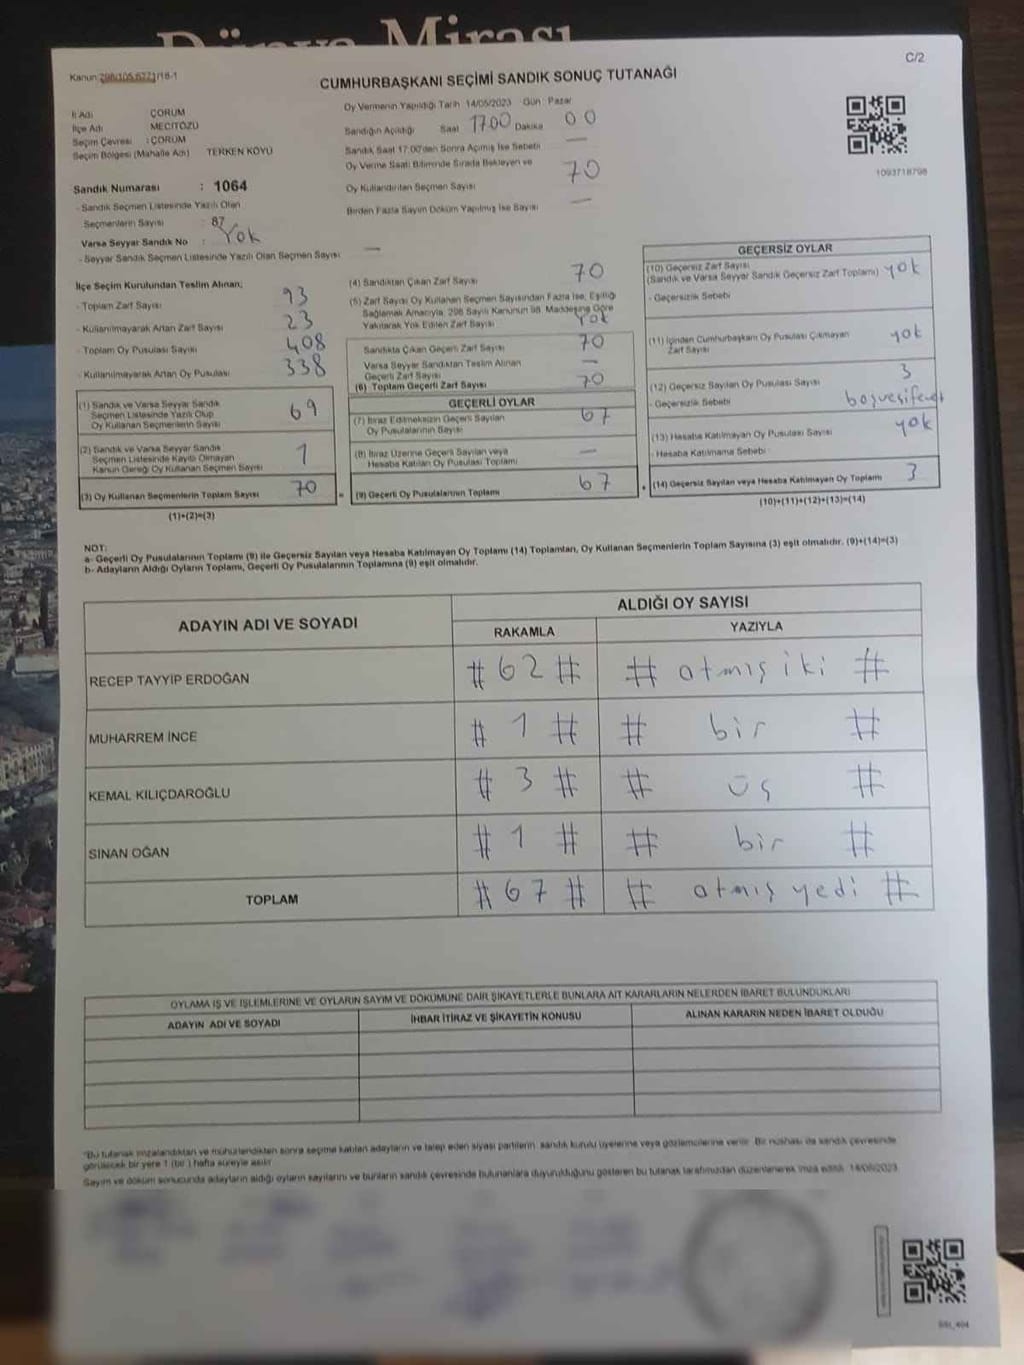 Dünya Mirası
C/2
Kanun:298/105,6271/16-1
CUMHURBAŞKANI SEÇİMİ SANDIK SONUÇ TUTANAĞI
İl Adı ÇORUM
İlçe Adı MECİTÖZÜ
Seçim Çevresi : ÇORUM
Seçim Bölgesi (Mahalle Adı) TERKEN KÖYÜ
Oy Vermenin Yapıldığı Tarih 14/05/2023 Gün : Pazar
Sandığın Açıldığı Saat 17:00 Dakika 00
Sandık Saat 17:00'den Sonra Açılmış İse Sebebi —
Oy Verme Saati Bitiminde Sırada Bekleyen ve
Oy Kullandırılan Seçmen Sayısı 70
Birden Fazla Sayım Döküm Yapılmış İse Sayısı —
1093718798
Sandık Numarası : 1064
- Sandık Seçmen Listesinde Yazılı Olan
Seçmenlerin Sayısı : 87
Varsa Seyyar Sandık No : Yok
- Seyyar Sandık Seçmen Listesinde Yazılı Olan Seçmen Sayısı —
İlçe Seçim Kurulundan Teslim Alınan;
- Toplam Zarf Sayısı 93
- Kullanılmayarak Artan Zarf Sayısı 23
- Toplam Oy Pusulası Sayısı 408
- Kullanılmayarak Artan Oy Pusulası 338
(1) Sandık ve Varsa Seyyar Sandık
Seçmen Listesinde Yazılı Olup
Oy Kullanan Seçmenlerin Sayısı 69
(2) Sandık ve Varsa Seyyar Sandık
Seçmen Listesinde Kayıtlı Olmayan
Kanun Gereği Oy Kullanan Seçmen Sayısı 1
(3) Oy Kullanan Seçmenlerin Toplam Sayısı 70
(1)+(2)=(3)
(4) Sandıktan Çıkan Zarf Sayısı 70
(5) Zarf Sayısı Oy Kullanan Seçmen Sayısından Fazla İse, Eşitliği
Sağlamak Amacıyla, 298 Sayılı Kanunun 98. Maddesine Göre
Yakılarak Yok Edilen Zarf Sayısı Yok
Sandıkta Çıkan Geçerli Zarf Sayısı 70
Varsa Seyyar Sandıktan Teslim Alınan
Geçerli Zarf Sayısı —
(6) Toplam Geçerli Zarf Sayısı 70
GEÇERLİ OYLAR
(7) İtiraz Edilmeksizin Geçerli Sayılan
Oy Pusulalarının Sayısı 67
(8) İtiraz Üzerine Geçerli Sayılan veya
Hesaba Katılan Oy Pusulası Toplamı —
= (9) Geçerli Oy Pusulalarının Toplamı 67
GEÇERSİZ OYLAR
(10) Geçersiz Zarf Sayısı
(Sandık ve Varsa Seyyar Sandık Geçersiz Zarf Toplamı) yok
- Geçersizlik Sebebi
(11) İçinden Cumhurbaşkanı Oy Pusulası Çıkmayan
Zarf Sayısı yok
(12) Geçersiz Sayılan Oy Pusulası Sayısı 3
- Geçersizlik Sebebi
(13) Hesaba Katılmayan Oy Pusulası Sayısı yok
- Hesaba Katılmama Sebebi
+ (14) Geçersiz Sayılan veya Hesaba Katılmayan Oy Toplamı 3
(10)+(11)+(12)+(13)=(14)
NOT:
a- Geçerli Oy Pusulalarının Toplamı (9) ile Geçersiz Sayılan veya Hesaba Katılmayan Oy Toplamı (14) Toplamları, Oy Kullanan Seçmenlerin Toplam Sayısına (3) eşit olmalıdır. (9)+(14)=(3)
b- Adayların Aldığı Oyların Toplamı, Geçerli Oy Pusulalarının Toplamına (9) eşit olmalıdır.
ADAYIN ADI VE SOYADI ALDIĞI OY SAYISI
RAKAMLA YAZIYLA
RECEP TAYYİP ERDOĞAN # 62 # # atmış iki #
MUHARREM İNCE # 1 # # bir #
KEMAL KILIÇDAROĞLU # 3 # # üş #
SİNAN OĞAN # 1 # # bir #
TOPLAM # 67 # # atmış yedi #
OYLAMA İŞ VE İŞLEMLERİNE VE OYLARIN SAYIM VE DÖKÜMÜNE DAİR ŞİKAYETLERLE BUNLARA AİT KARARLARIN NELERDEN İBARET BULUNDUKLARI
ADAYIN ADI VE SOYADI İHBAR İTİRAZ VE ŞİKAYETİN KONUSU ALINAN KARARIN NEDEN İBARET OLDUĞU
*Bu tutanak imzalandıktan ve mühürlendikten sonra seçime katılan adayların ve talep eden siyasi partilerin sandık kurulu üyelerine veya gözlemcilerine verilir. Bir nüshası da sandık çevresinde
görülecek bir yere 1 (bir ) hafta süreyle asılır.
Sayım ve döküm sonucunda adayların aldığı oyların sayılarını ve bunların sandık çevresinde bulunanlara duyurulduğunu gösteren bu tutanak tarafımızdan düzenlenerek imza edildi. 14/05/2023